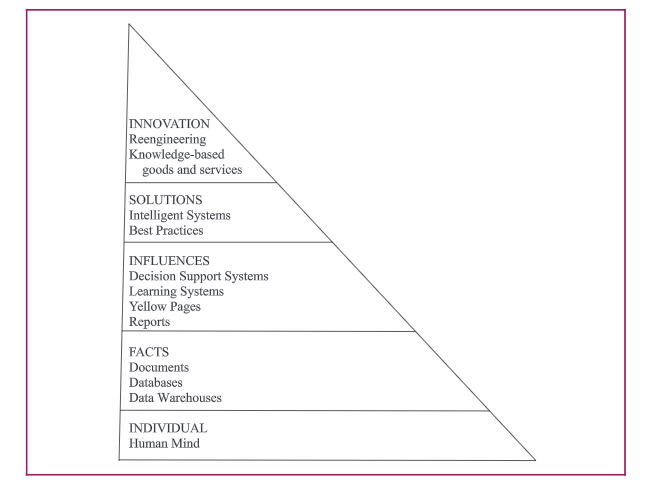 INNOVATION
Reengineering
Knowledge-based
goods and services
SOLUTIONS
Intelligent Systems
Best Practices
INFLUENCES
Decision Support Systems
Learning Systems
Yellow Pages
Reports
FACTS
Documents
Databases
Data Warehouses
INDIVIDUAL
Human Mind